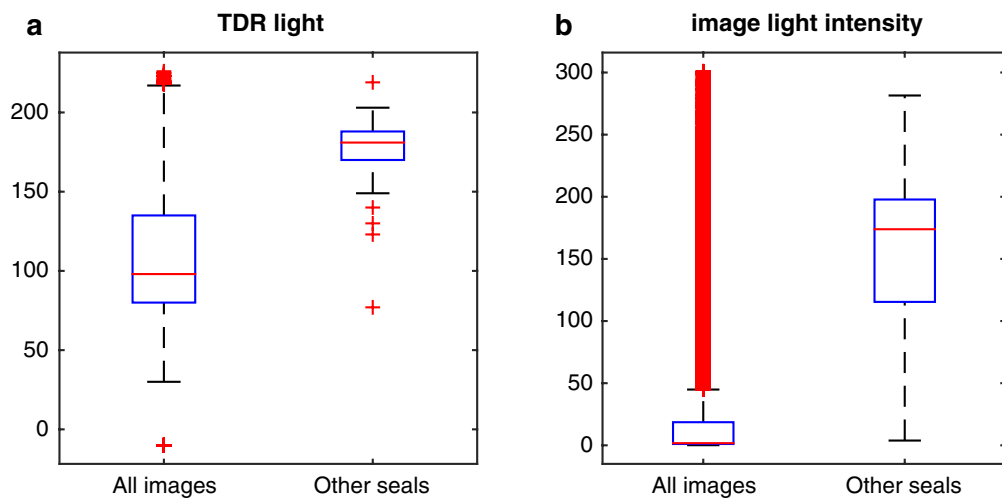 a
TDR light
200
150
100
50
0
All images
Other seals
b
image light intensity
300
250
200
150
100
50
0
All images
Other seals